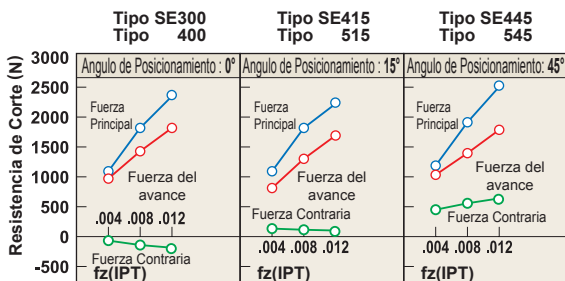 Tipo SE300
Tipo 400
Tipo SE415
Tipo 515
Tipo SE445
Tipo 545
Resistencia de Corte (N)
3000
2500
2000
1500
1000
500
0
-500
Angulo de Posicionamiento : 0°
Fuerza
Principal
Fuerza del
avance
.004 .008 .012
Fuerza Contraria
fz(IPT)
Angulo de Posicionamiento : 15°
Fuerza
Principal
Fuerza del
avance
Fuerza Contraria
.004 .008 .012
fz(IPT)
Angulo de Posicionamiento: 45°
Fuerza
Principal
Fuerza del
avance
Fuerza Contraria
.004 .008 .012
fz(IPT)